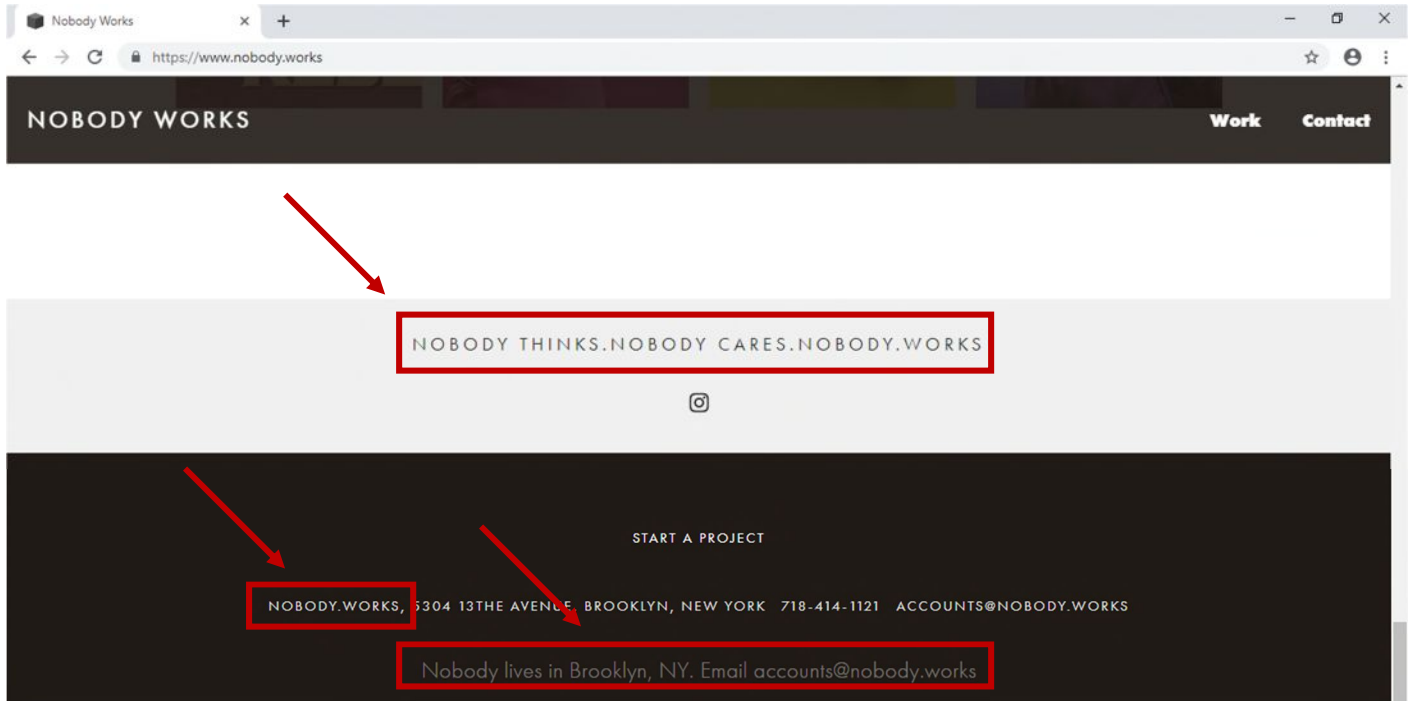 Nobody Works
https://www.nobody.works
NOBODY WORKS
Work Contact
NOBODY THINKS.NOBODY CARES.NOBODY.WORKS
START A PROJECT
NOBODY.WORKS, 5304 13THE AVENUE, BROOKLYN, NEW YORK 718-414-1121 ACCOUNTS@NOBODY.WORKS
Nobody lives in Brooklyn, NY. Email accounts@nobody.works